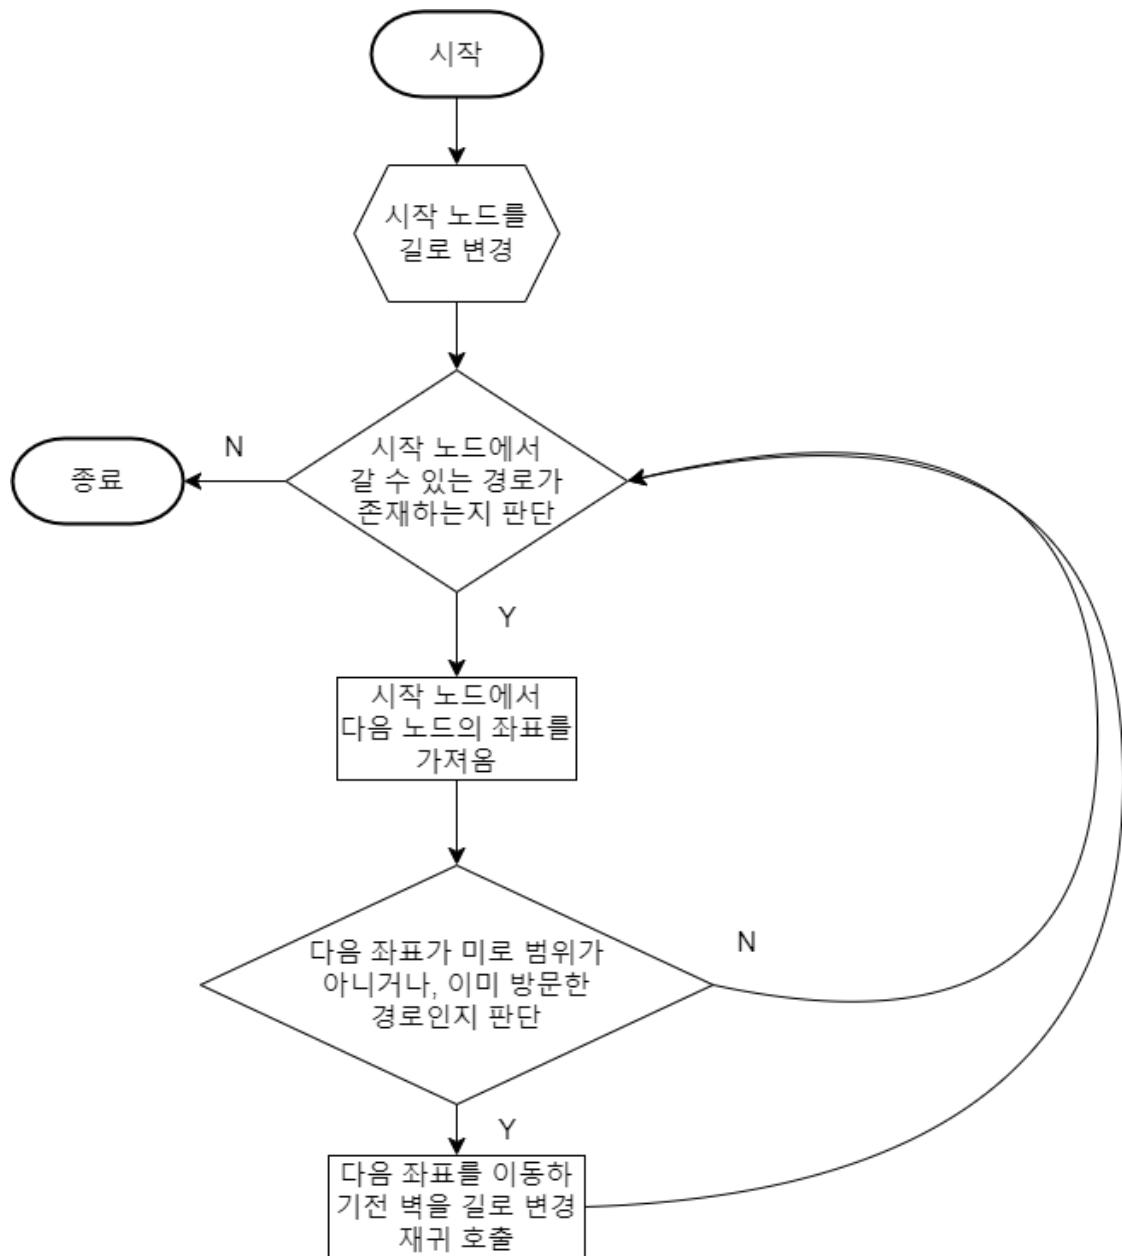 시작
시작 노드를
길로 변경
시작 노드에서
갈 수 있는 경로가
존재하는지 판단
N
종료
Y
시작 노드에서
다음 노드의 좌표를
가져옴
다음 좌표가 미로 범위가
아니거나, 이미 방문한
경로인지 판단
N
Y
다음 좌표를 이동하
기전 벽을 길로 변경
재귀 호출